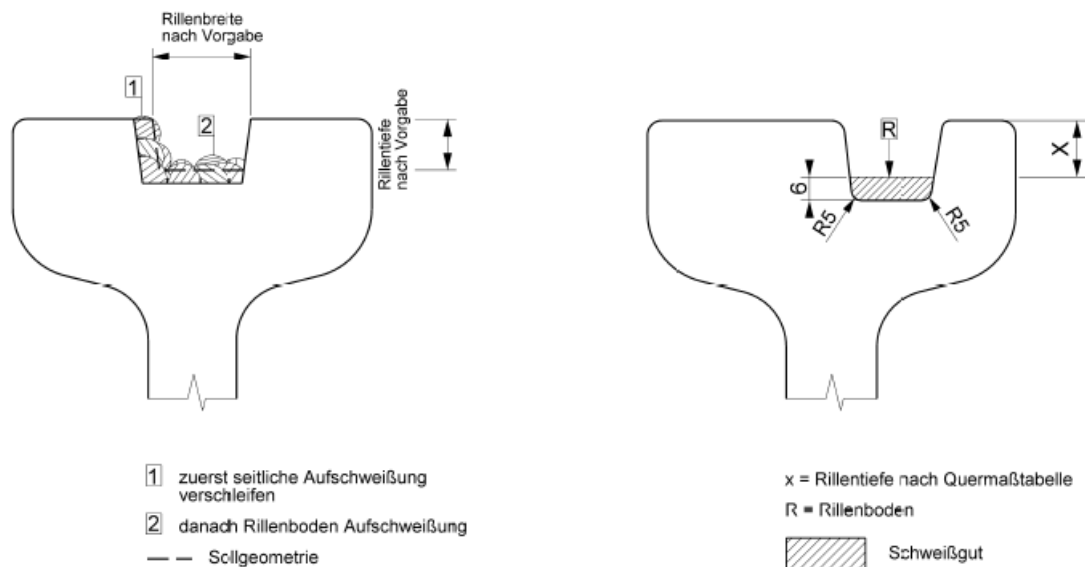 Rillenbreite
nach Vorgabe
1
2
Rillentiefe
nach Vorgabe
R
X
6
R5
R5
1 zuerst seitliche Aufschweißung
verschleifen
2 danach Rillenboden Aufschweißung
Sollgeometrie
x = Rillentiefe nach Quermaßtabelle
R = Rillenboden
Schweißgut